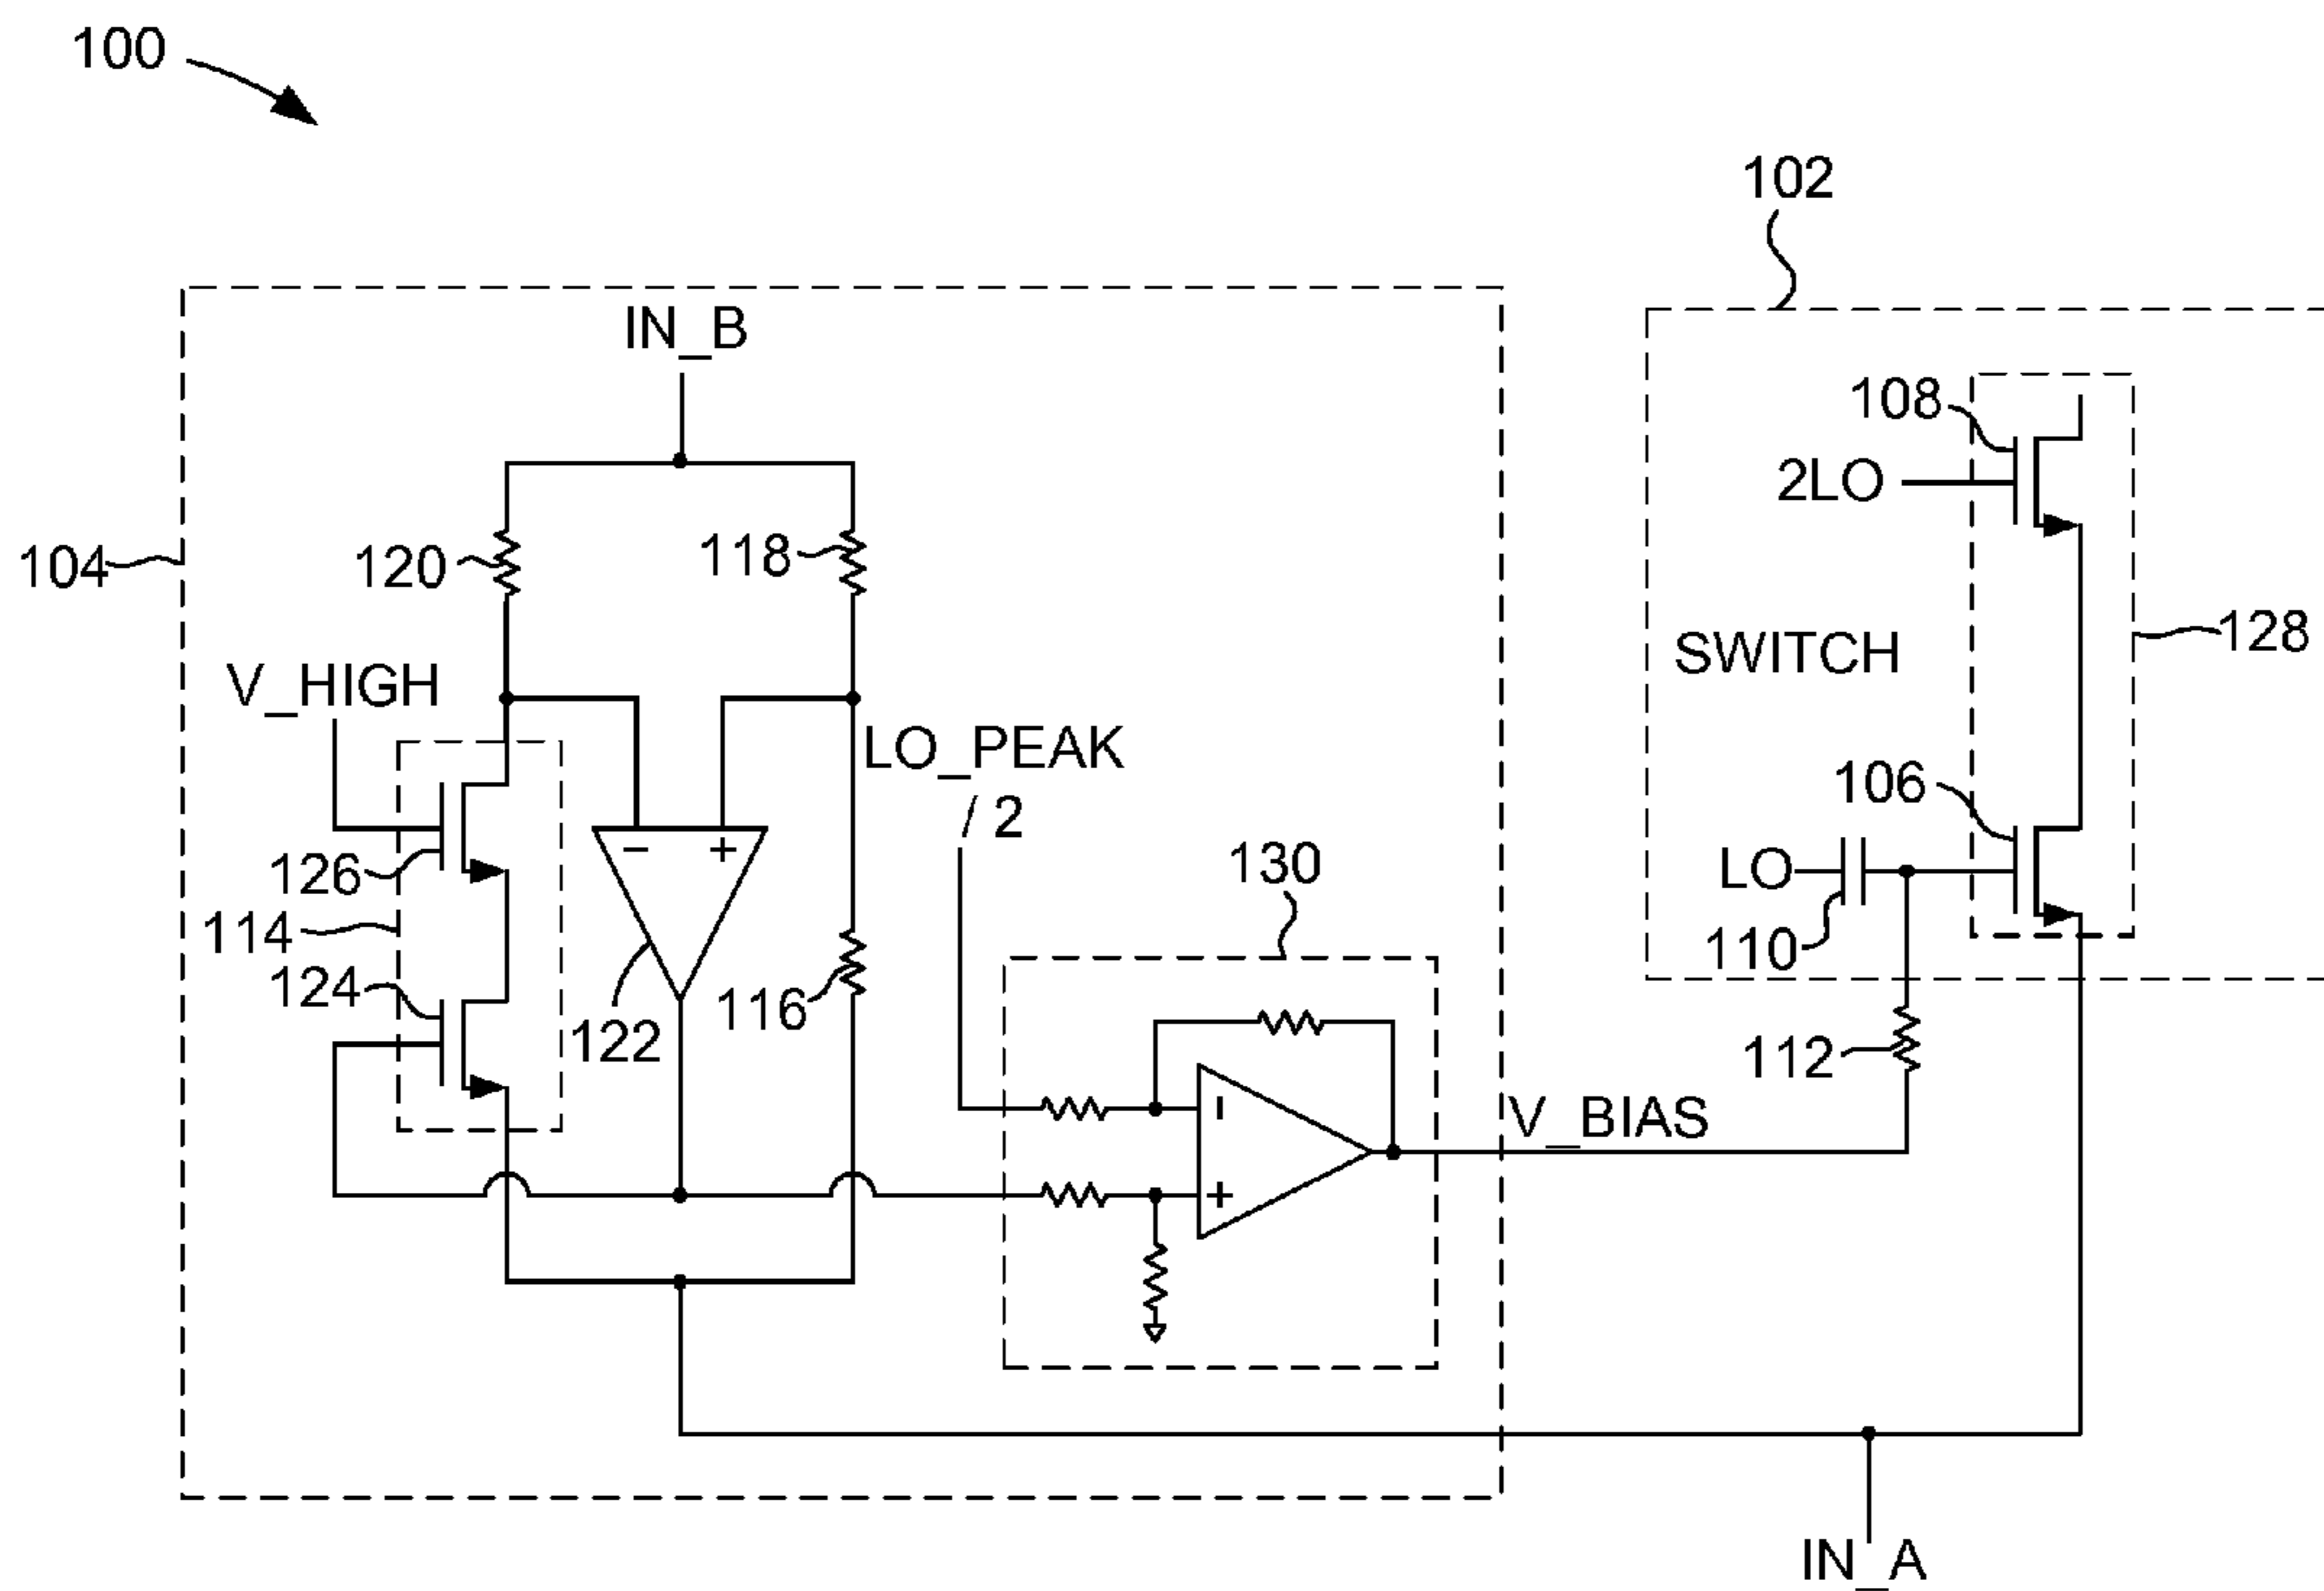 100
102
IN_B
108
2LO
104
120
118
128
SWITCH
V_HIGH
LO_PEAK
/ 2
106
126
− +
130
LO
114
110
124
116
122
112
−
V_BIAS
+
IN_A